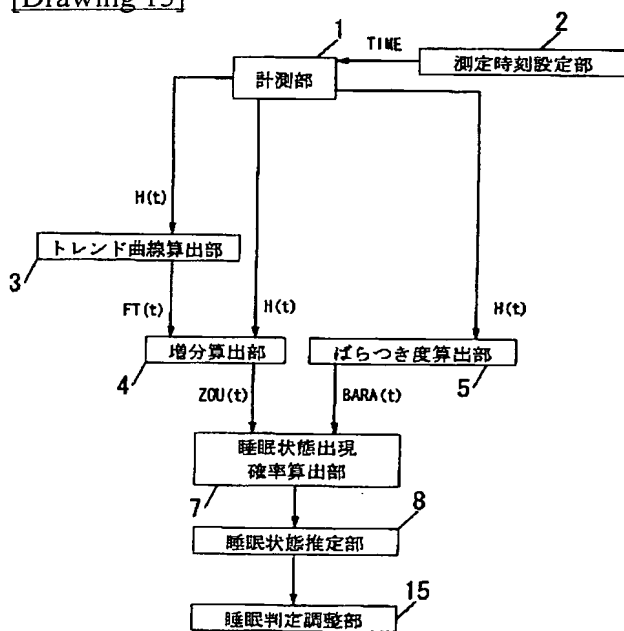 [Drawing 15]
1
TIME
2
計測部
測定時刻設定部
H(t)
トレンド曲線算出部
3
FT(t)
H(t)
H(t)
増分算出部
ばらつき度算出部
4
5
ZOU(t)
BARA(t)
睡眠状態出現
確率算出部
7
8
睡眠状態推定部
15
睡眠判定調整部